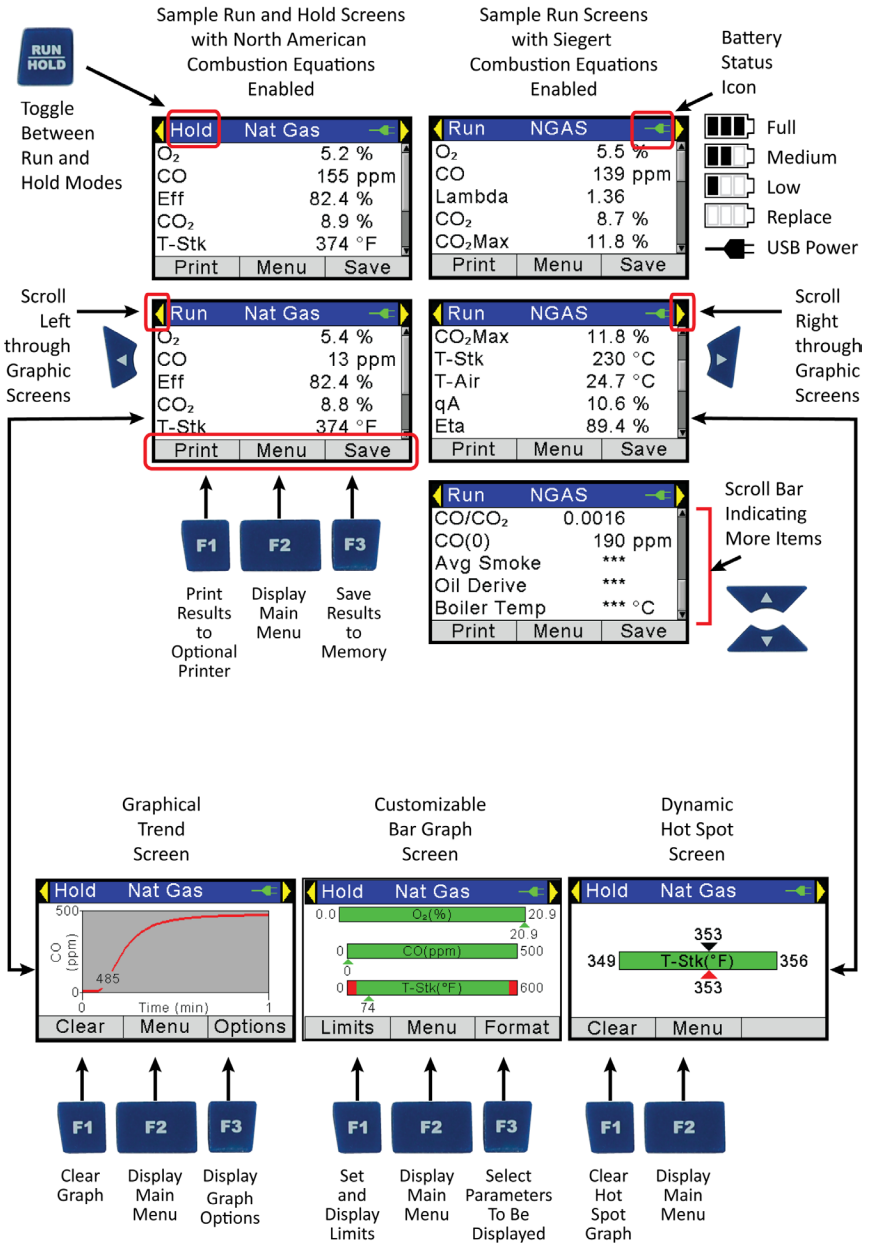 Sample Run and Hold Screens
with North American
Combustion Equations
Enabled
Sample Run Screens
with Siegert
Combustion Equations
Enabled
RUN
HOLD
Toggle
Between
Run and
Hold Modes
Battery
Status
Icon
Full
Medium
Low
Replace
USB Power
Hold Nat Gas
O₂ 5.2 %
CO 155 ppm
Eff 82.4 %
CO₂ 8.9 %
T-Stk 374 °F
Print Menu Save
Run NGAS
O₂ 5.5 %
CO 139 ppm
Lambda 1.36
CO₂ 8.7 %
CO₂Max 11.8 %
Print Menu Save
Scroll
Left
through
Graphic
Screens
Run Nat Gas
O₂ 5.4 %
CO 13 ppm
Eff 82.4 %
CO₂ 8.8 %
T-Stk 374 °F
Print Menu Save
Run NGAS
CO₂Max 11.8 %
T-Stk 230 °C
T-Air 24.7 °C
qA 10.6 %
Eta 89.4 %
Print Menu Save
Scroll
Right
through
Graphic
Screens
F1
Print
Results
to
Optional
Printer
F2
Display
Main
Menu
F3
Save
Results
to
Memory
Run NGAS
CO/CO₂ 0.0016
CO(0) 190 ppm
Avg Smoke ***
Oil Derive ***
Boiler Temp *** °C
Print Menu Save
Scroll Bar
Indicating
More Items
Graphical
Trend
Screen
Hold Nat Gas
500
CO
(ppm)
485
0
0 Time (min) 1
Clear Menu Options
F1
Clear
Graph
F2
Display
Main
Menu
F3
Display
Graph
Options
Customizable
Bar Graph
Screen
Hold Nat Gas
0.0 O₂(%) 20.9
20.9
0 CO(ppm) 500
0
0 T-Stk(°F) 600
74
Limits Menu Format
F1
Set
and
Display
Limits
F2
Display
Main
Menu
F3
Select
Parameters
To Be
Displayed
Dynamic
Hot Spot
Screen
Hold Nat Gas
353
349 T-Stk(°F) 356
353
Clear Menu
F1
Clear
Hot
Spot
Graph
F2
Display
Main
Menu